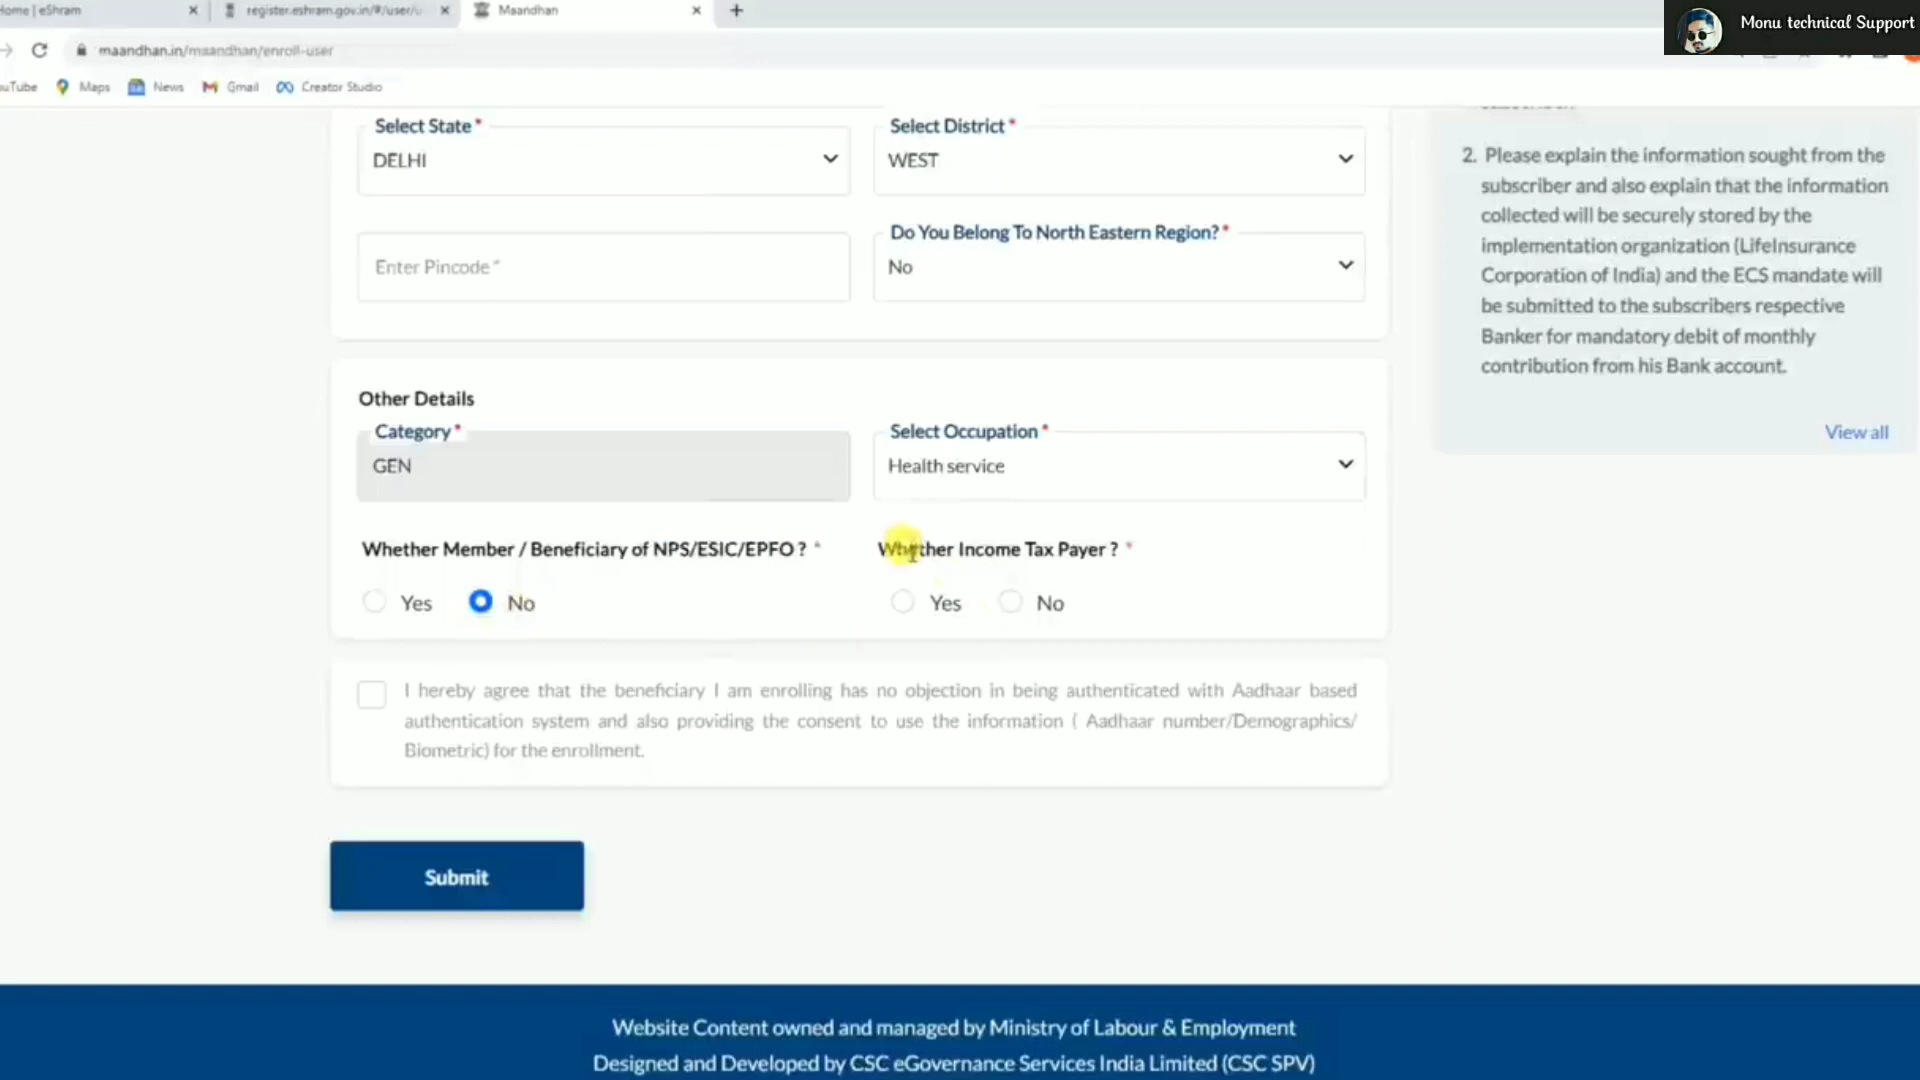 Home | eShram
register.eshram.gov.in/#/user/u
Maandhan
Monu technical Support
maandhan.in/maandhan/enroll-user
Maps
News
Gmail
Creator Studio
Select State *
DELHI
Select District *
WEST
Enter Pincode *
Do You Belong To North Eastern Region? *
No
2. Please explain the information sought from the
subscriber and also explain that the information
collected will be securely stored by the
implementation organization (LifeInsurance
Corporation of India) and the ECS mandate will
be submitted to the subscribers respective
Banker for mandatory debit of monthly
contribution from his Bank account.
View all
Other Details
Category *
GEN
Select Occupation *
Health service
Whether Member / Beneficiary of NPS/ESIC/EPFO ? *
Yes No
Whether Income Tax Payer ? *
Yes No
I hereby agree that the beneficiary I am enrolling has no objection in being authenticated with Aadhaar based
authentication system and also providing the consent to use the information ( Aadhaar number/Demographics/
Biometric) for the enrollment.
Submit
Website Content owned and managed by Ministry of Labour & Employment
Designed and Developed by CSC eGovernance Services India Limited (CSC SPV)